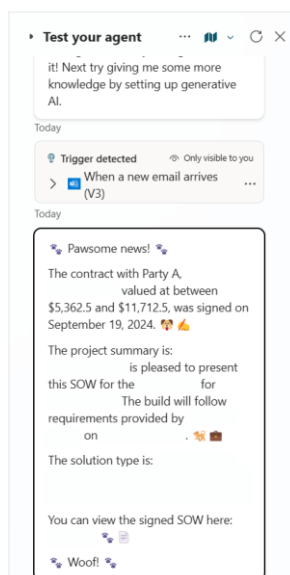 Test your agent
it! Next try giving me some more
knowledge by setting up generative
AI.
Today
Trigger detected Only visible to you
When a new email arrives
(V3)
Today
🐾 Pawsome news! 🐾
The contract with Party A,
valued at between
$5,362.5 and $11,712.5, was signed on
September 19, 2024. 🐶✍️
The project summary is:
is pleased to present
this SOW for the for
The build will follow
requirements provided by
on . 🐕💼
The solution type is:
You can view the signed SOW here:
🐾📄
🐾 Woof! 🐾